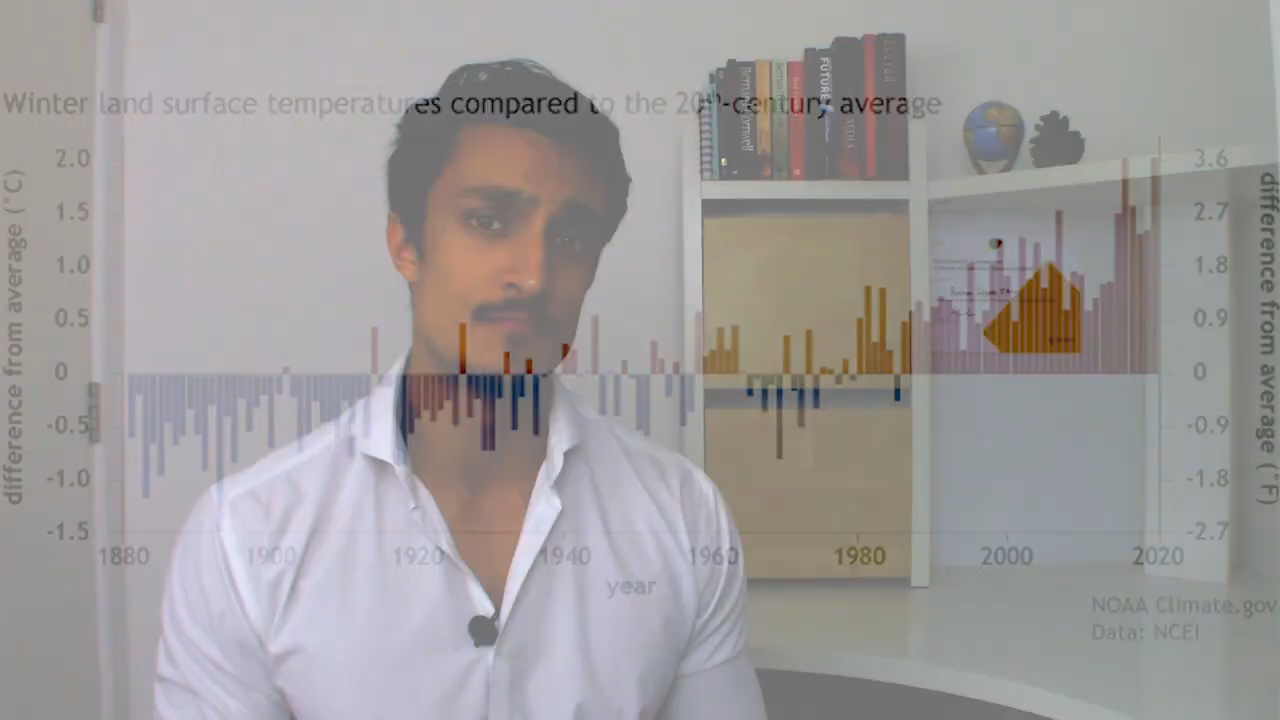 Winter land surface temperatures compared to the 20th-century average
difference from average (°C)
2.0
1.5
1.0
0.5
0
-0.5
-1.0
-1.5
3.6
2.7
1.8
0.9
0
-0.9
-1.8
-2.7
difference from average (°F)
1880 1900 1920 1940 1960 1980 2000 2020
year
NOAA Climate.gov
Data: NCEI
FUTURE